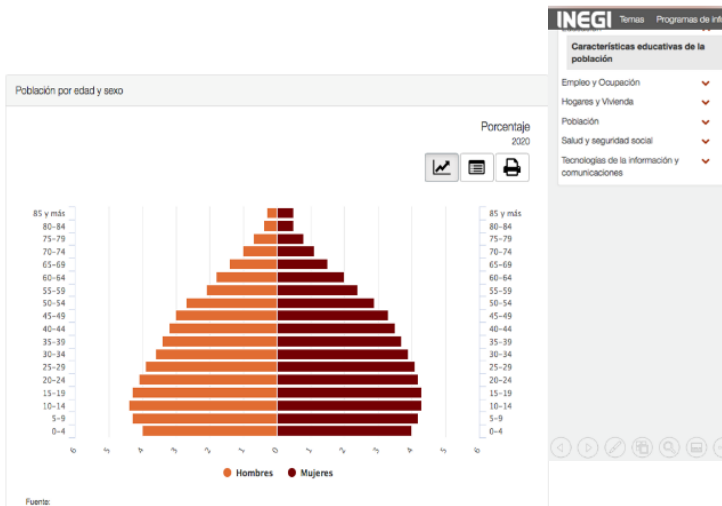 INEGI Temas Programas de infor
Características educativas de la
población
Empleo y Ocupación
Hogares y Vivienda
Población
Salud y seguridad social
Tecnologías de la información y
comunicaciones
Población por edad y sexo
Porcentaje
2020
85 y más 85 y más
80-84 80-84
75-79 75-79
70-74 70-74
65-69 65-69
60-64 60-64
55-59 55-59
50-54 50-54
45-49 45-49
40-44 40-44
35-39 35-39
30-34 30-34
25-29 25-29
20-24 20-24
15-19 15-19
10-14 10-14
5-9 5-9
0-4 0-4
6 5 4 3 2 1 0 1 2 3 4 5 6
Hombres Mujeres
Fuente: